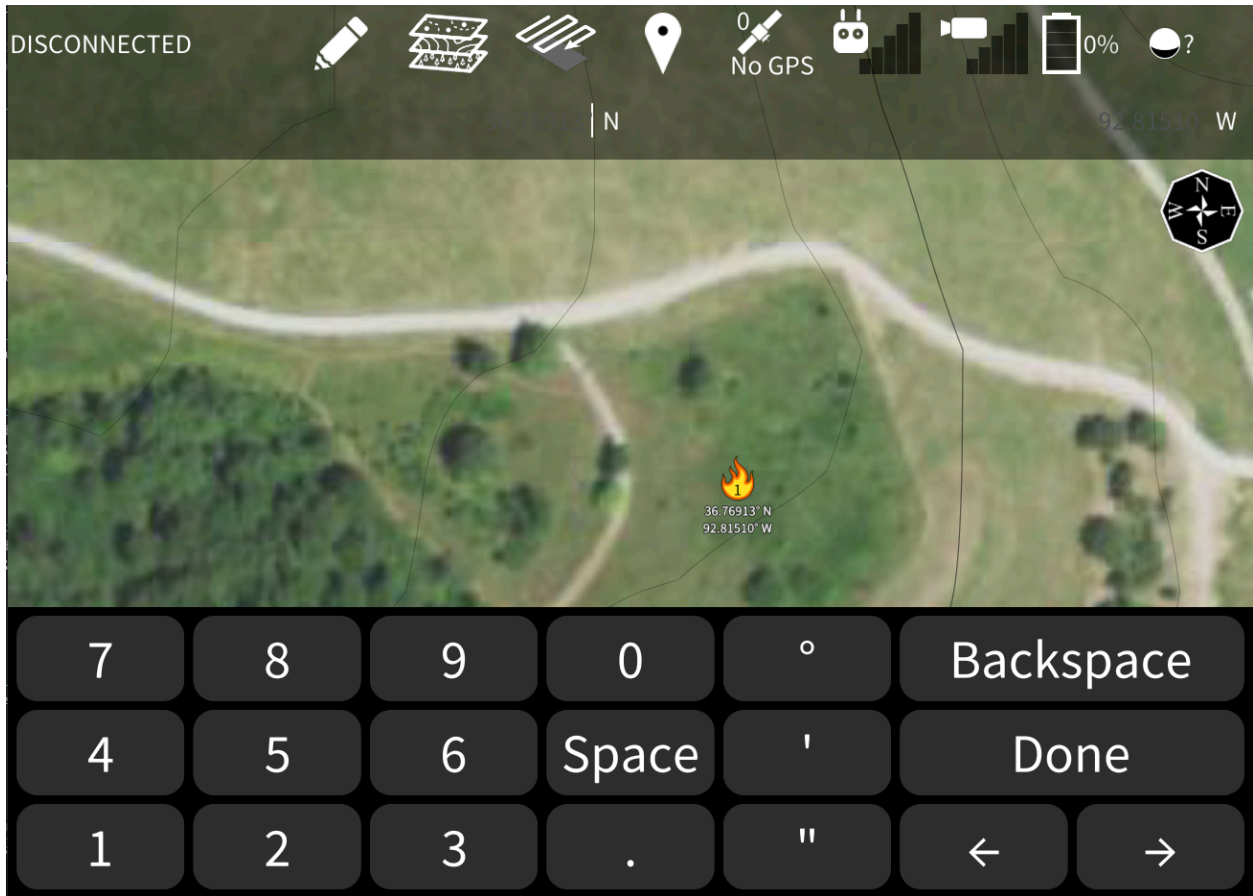 DISCONNECTED
0
No GPS
0%
?
N
92.81510 W
N
W E
S
1
36.76913° N
92.81510° W
7 8 9 0 ° Backspace
4 5 6 Space ' Done
1 2 3 . " ← →